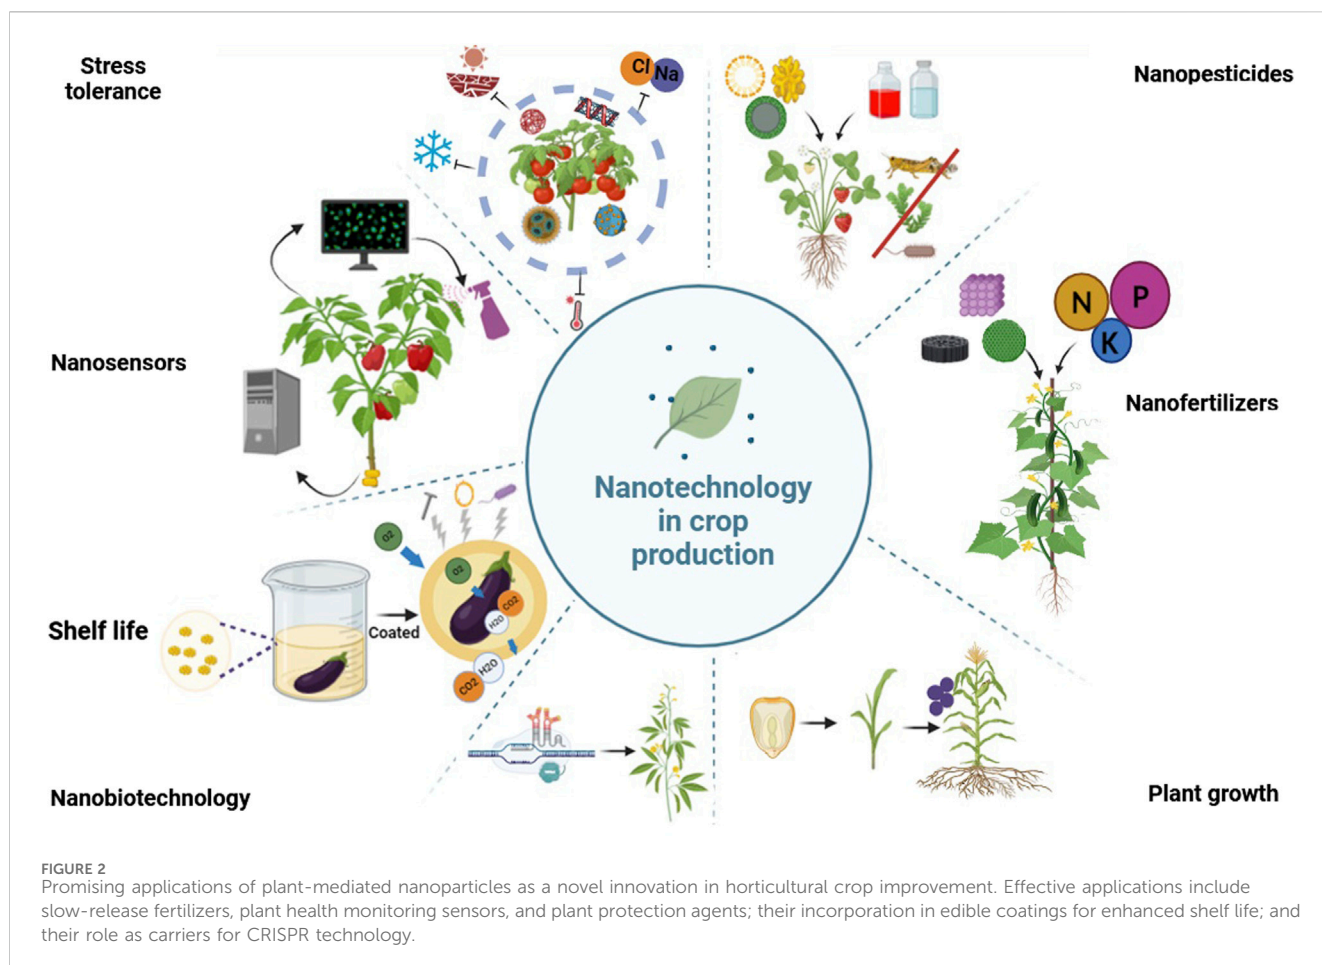 Stress
tolerance
Cl
Na
Nanopesticides
Nanosensors
N
P
K
Nanofertilizers
Nanotechnology
in crop
production
O2
O2
CO2
H2O
H2O
CO2
Coated
Shelf life
Nanobiotechnology
Plant growth
FIGURE 2
Promising applications of plant-mediated nanoparticles as a novel innovation in horticultural crop improvement. Effective applications include
slow-release fertilizers, plant health monitoring sensors, and plant protection agents; their incorporation in edible coatings for enhanced shelf life; and
their role as carriers for CRISPR technology.